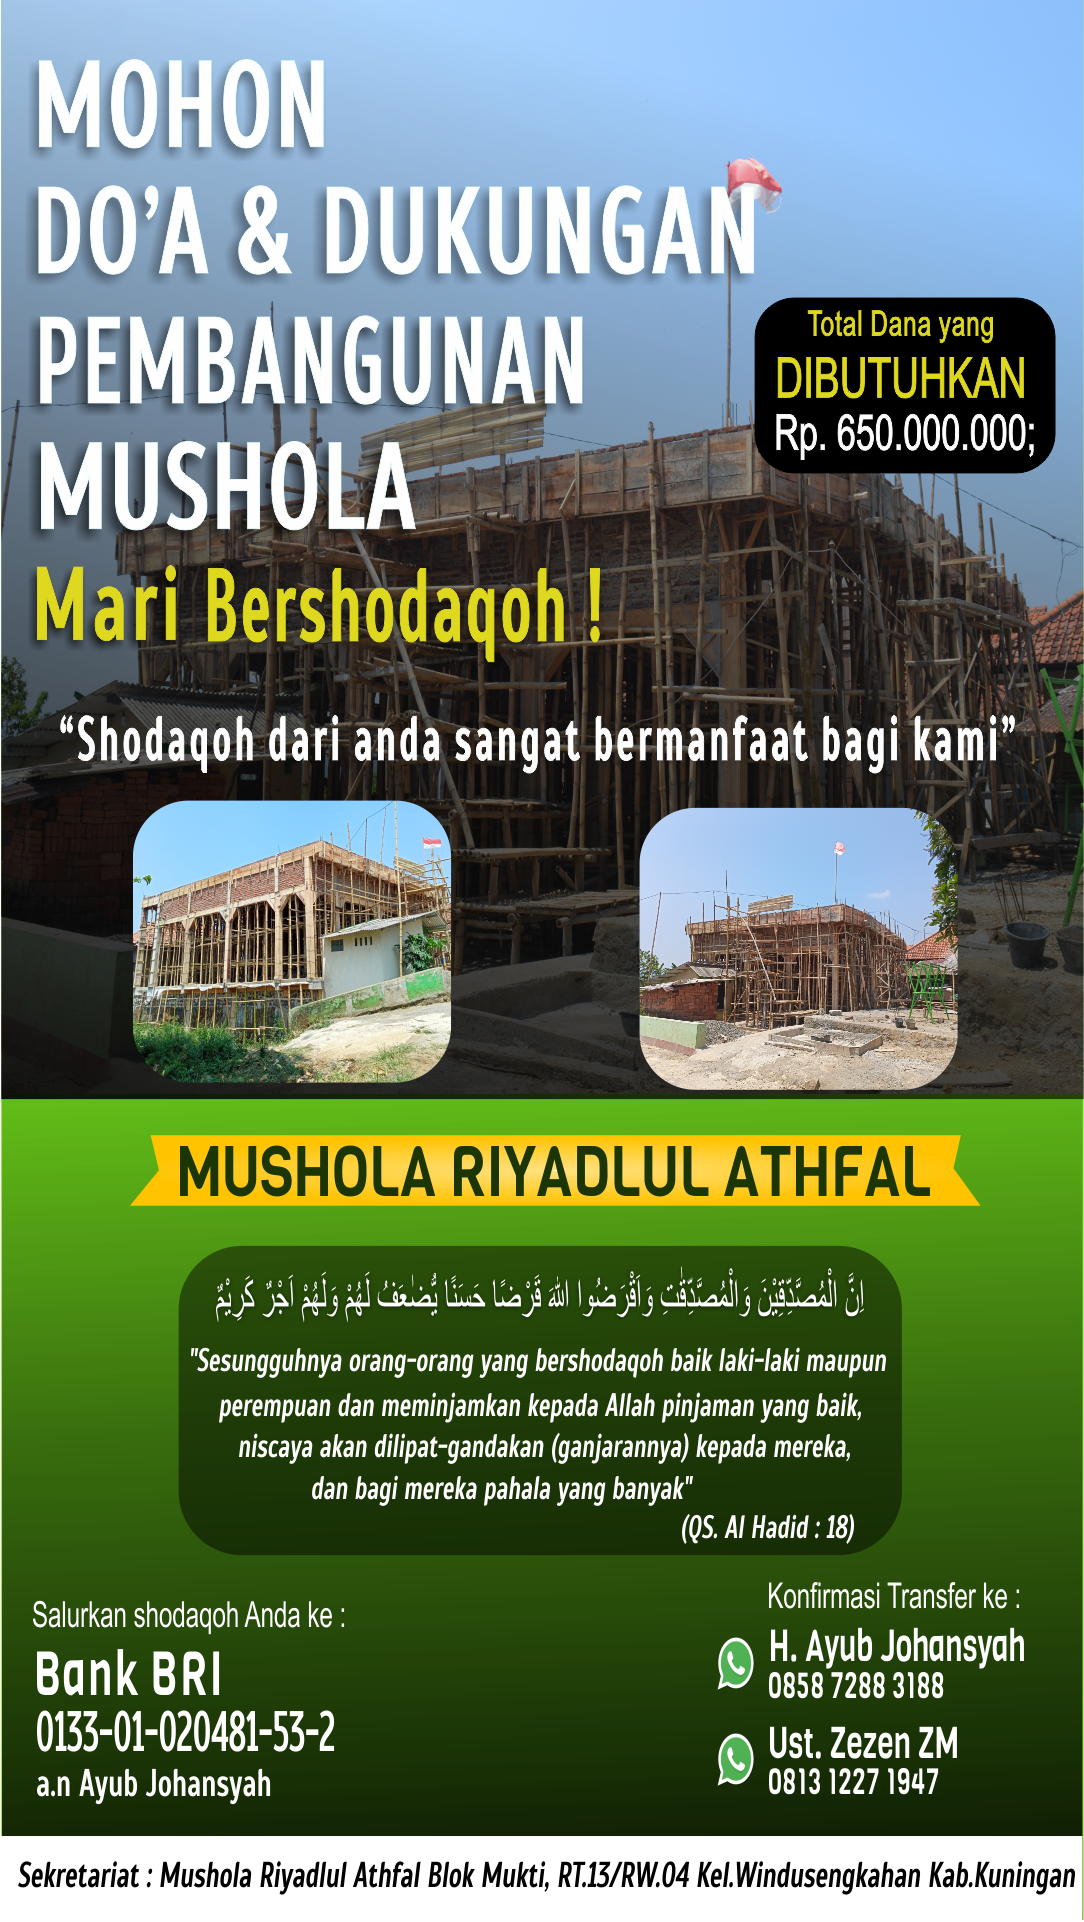 MOHON
DO'A & DUKUNGAN
PEMBANGUNAN
MUSHOLA
Mari Bershodaqoh !
Total Dana yang
DIBUTUHKAN
Rp. 650.000.000;
“Shodaqoh dari anda sangat bermanfaat bagi kami”
MUSHOLA RIYADLUL ATHFAL
اِنَّ الْمُصَّدِّقِيْنَ وَالْمُصَّدِّقٰتِ وَاَقْرَضُوا اللهَ قَرْضًا حَسَنًا يُّضٰعَفُ لَهُمْ وَلَهُمْ اَجْرٌ كَرِيْمٌ
"Sesungguhnya orang-orang yang bershodaqoh baik laki-laki maupun
perempuan dan meminjamkan kepada Allah pinjaman yang baik,
niscaya akan dilipat-gandakan (ganjarannya) kepada mereka,
dan bagi mereka pahala yang banyak"
(QS. Al Hadid : 18)
Salurkan shodaqoh Anda ke :
Bank BRI
0133-01-020481-53-2
a.n Ayub Johansyah
Konfirmasi Transfer ke :
H. Ayub Johansyah
0858 7288 3188
Ust. Zezen ZM
0813 1227 1947
Sekretariat : Mushola Riyadlul Athfal Blok Mukti, RT.13/RW.04 Kel.Windusengkahan Kab.Kuningan